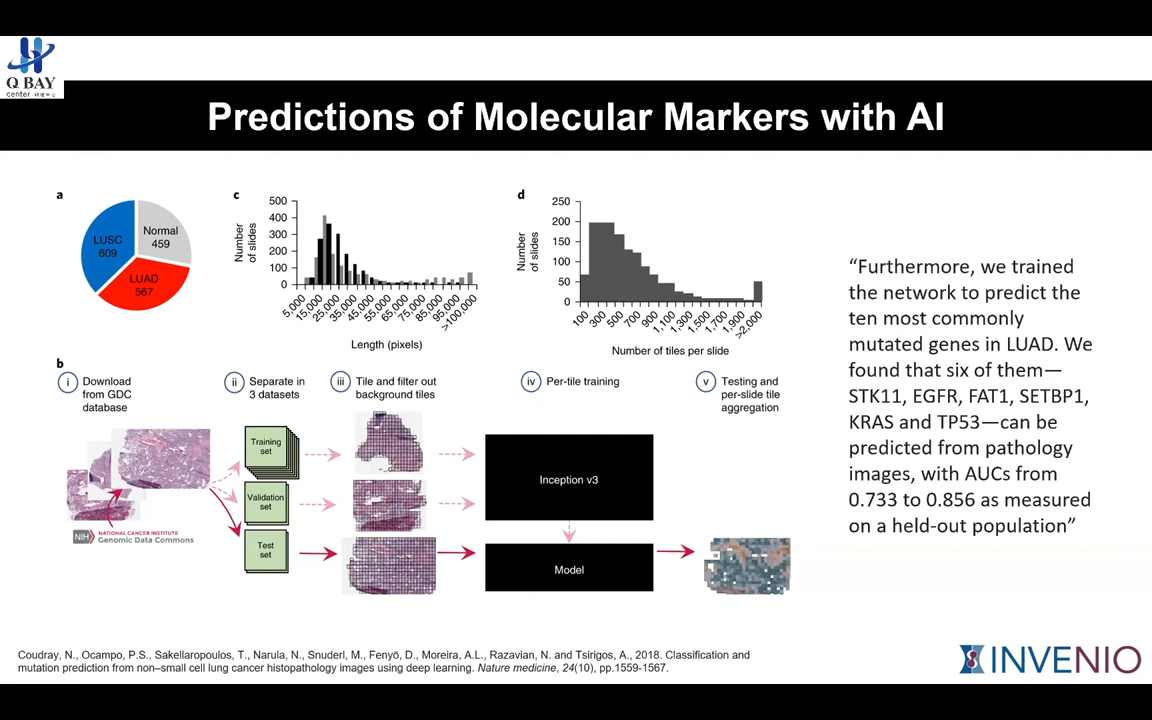 Q BAY
center
Predictions of Molecular Markers with AI
a
LUSC
609
Normal
459
LUAD
567
c
Number
of slides
500
400
300
200
100
0
5,000
15,000
25,000
35,000
45,000
55,000
65,000
75,000
85,000
95,000
>100,000
Length (pixels)
d
Number
of slides
250
200
150
100
50
0
100
300
500
700
900
1,100
1,300
1,500
1,700
1,900
>2,000
Number of tiles per slide
b
i
Download
from GDC
database
ii
Separate in
3 datasets
iii
Tile and filter out
background tiles
iv
Per-tile training
v
Testing and
per-slide tile
aggregation
Training
set
Validation
set
Test
set
Inception v3
Model
NIH
NATIONAL CANCER INSTITUTE
Genomic Data Commons
“Furthermore, we trained
the network to predict the
ten most commonly
mutated genes in LUAD. We
found that six of them—
STK11, EGFR, FAT1, SETBP1,
KRAS and TP53—can be
predicted from pathology
images, with AUCs from
0.733 to 0.856 as measured
on a held-out population”
Coudray, N., Ocampo, P.S., Sakellaropoulos, T., Narula, N., Snuderl, M., Fenyö, D., Moreira, A.L., Razavian, N. and Tsirigos, A., 2018. Classification and
mutation prediction from non–small cell lung cancer histopathology images using deep learning. Nature medicine, 24(10), pp.1559-1567.
INVENIO